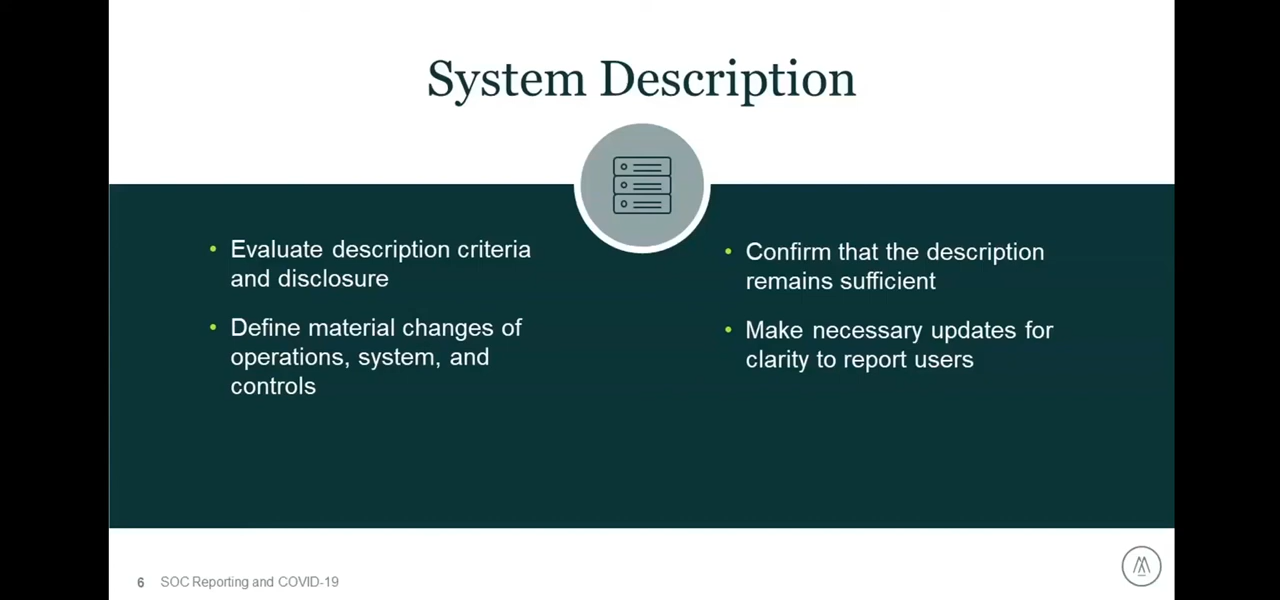 System Description
• Evaluate description criteria
and disclosure
• Define material changes of
operations, system, and
controls
• Confirm that the description
remains sufficient
• Make necessary updates for
clarity to report users
6 SOC Reporting and COVID-19